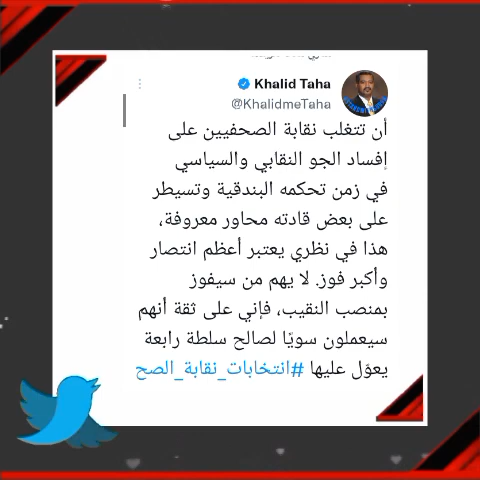 Khalid Taha
@KhalidmeTaha
أن تتغلب نقابة الصحفيين على
إفساد الجو النقابي والسياسي
في زمن تحكمه البندقية وتسيطر
على بعض قادته محاور معروفة،
هذا في نظري يعتبر أعظم انتصار
وأكبر فوز. لا يهم من سيفوز
بمنصب النقيب، فإني على ثقة أنهم
سيعملون سويًا لصالح سلطة رابعة
يعوّل عليها #انتخابات_نقابة_الصح